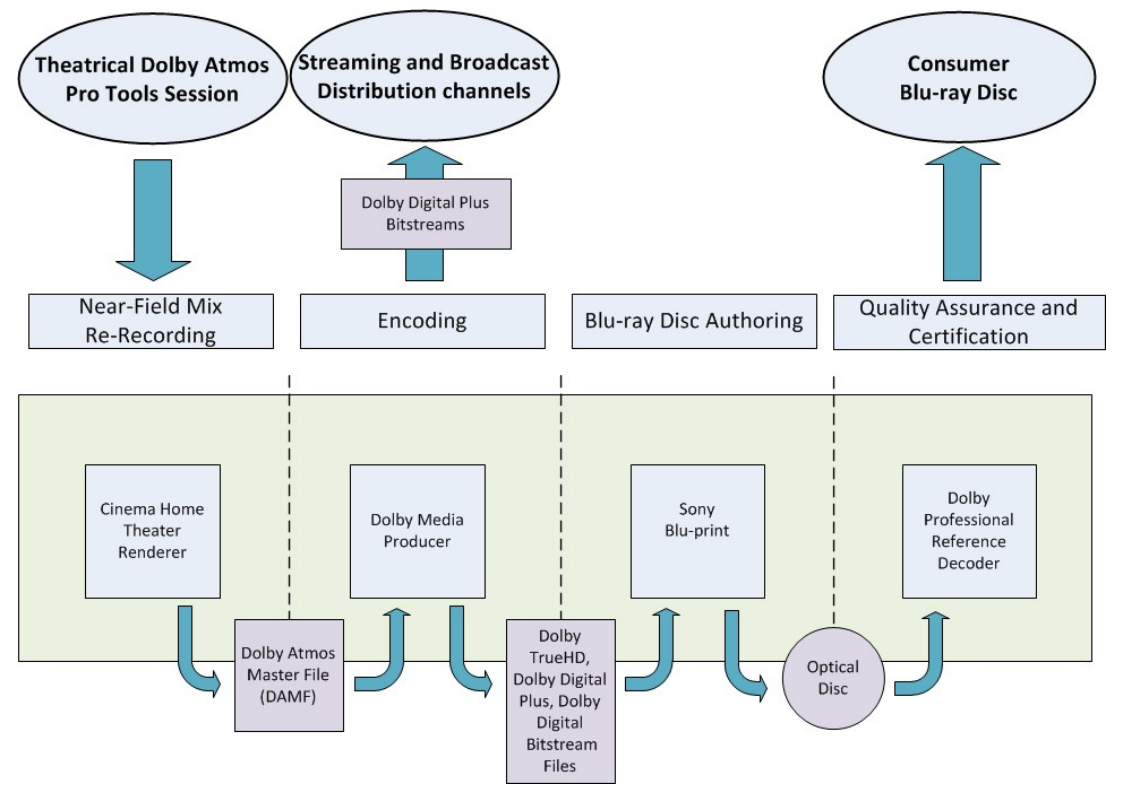 Theatrical Dolby Atmos
Pro Tools Session
Streaming and Broadcast
Distribution channels
Consumer
Blu-ray Disc
Dolby Digital Plus
Bitstreams
Near-Field Mix
Re-Recording
Encoding
Blu-ray Disc Authoring
Quality Assurance and
Certification
Cinema Home
Theater
Renderer
Dolby Media
Producer
Sony
Blu-print
Dolby
Professional
Reference
Decoder
Dolby Atmos
Master File
(DAMF)
Dolby
TrueHD,
Dolby Digital
Plus, Dolby
Digital
Bitstream
Files
Optical
Disc